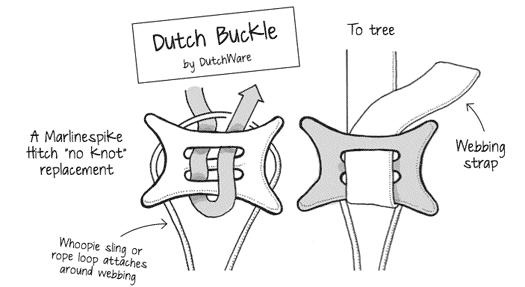 Dutch Buckle
by DutchWare
To tree
A Marlinespike
Hitch "no knot"
replacement
Webbing
strap
Whoopie sling or
rope loop attaches
around webbing